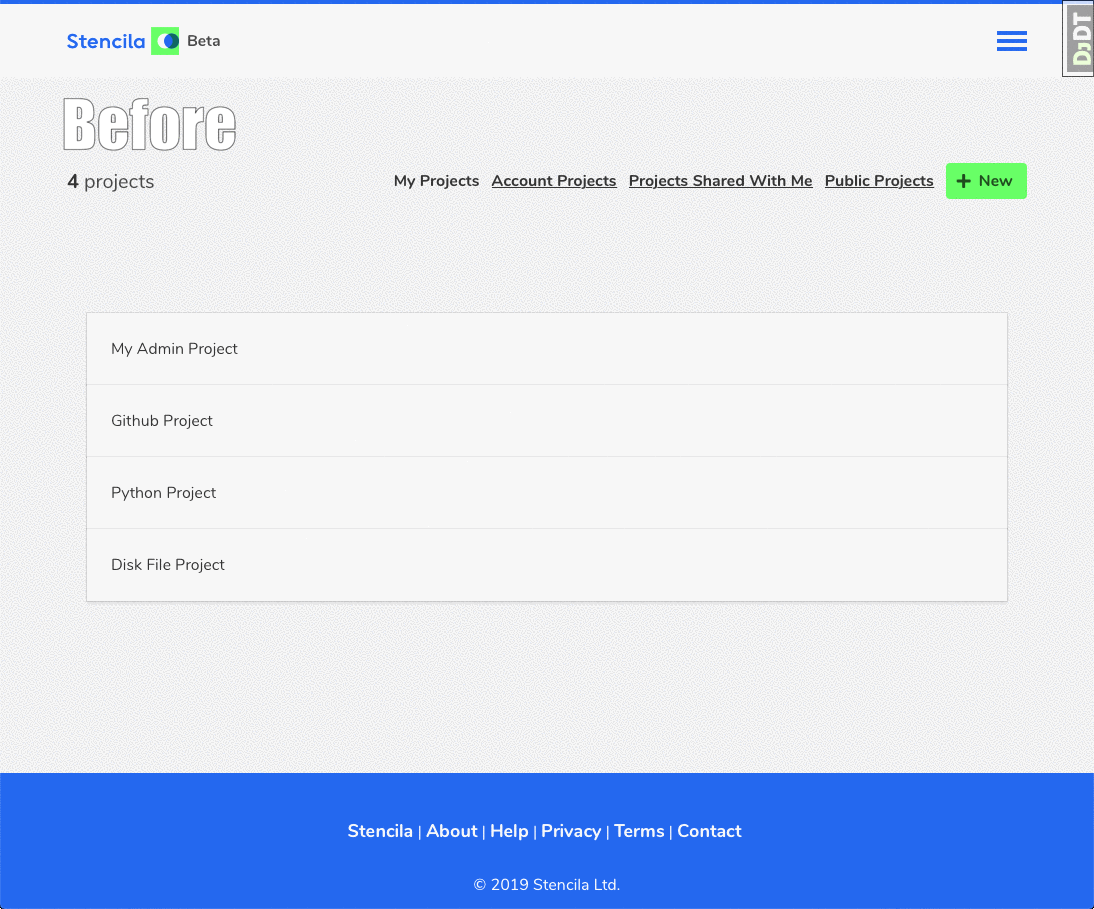 Stencila Beta
DjDT
Before
4 projects My Projects Account Projects Projects Shared With Me Public Projects + New
My Admin Project
Github Project
Python Project
Disk File Project
Stencila | About | Help | Privacy | Terms | Contact
© 2019 Stencila Ltd.